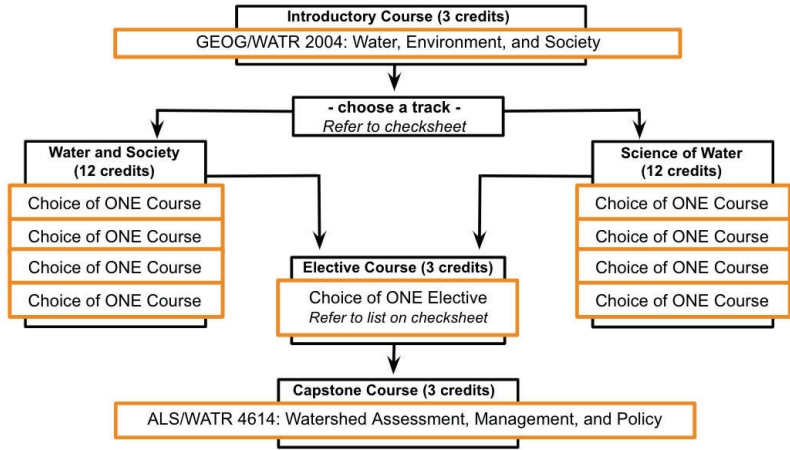 Introductory Course (3 credits)
GEOG/WATR 2004: Water, Environment, and Society
- choose a track -
Refer to checksheet
Water and Society
(12 credits)
Choice of ONE Course
Choice of ONE Course
Choice of ONE Course
Choice of ONE Course
Science of Water
(12 credits)
Choice of ONE Course
Choice of ONE Course
Choice of ONE Course
Choice of ONE Course
Elective Course (3 credits)
Choice of ONE Elective
Refer to list on checksheet
Capstone Course (3 credits)
ALS/WATR 4614: Watershed Assessment, Management, and Policy